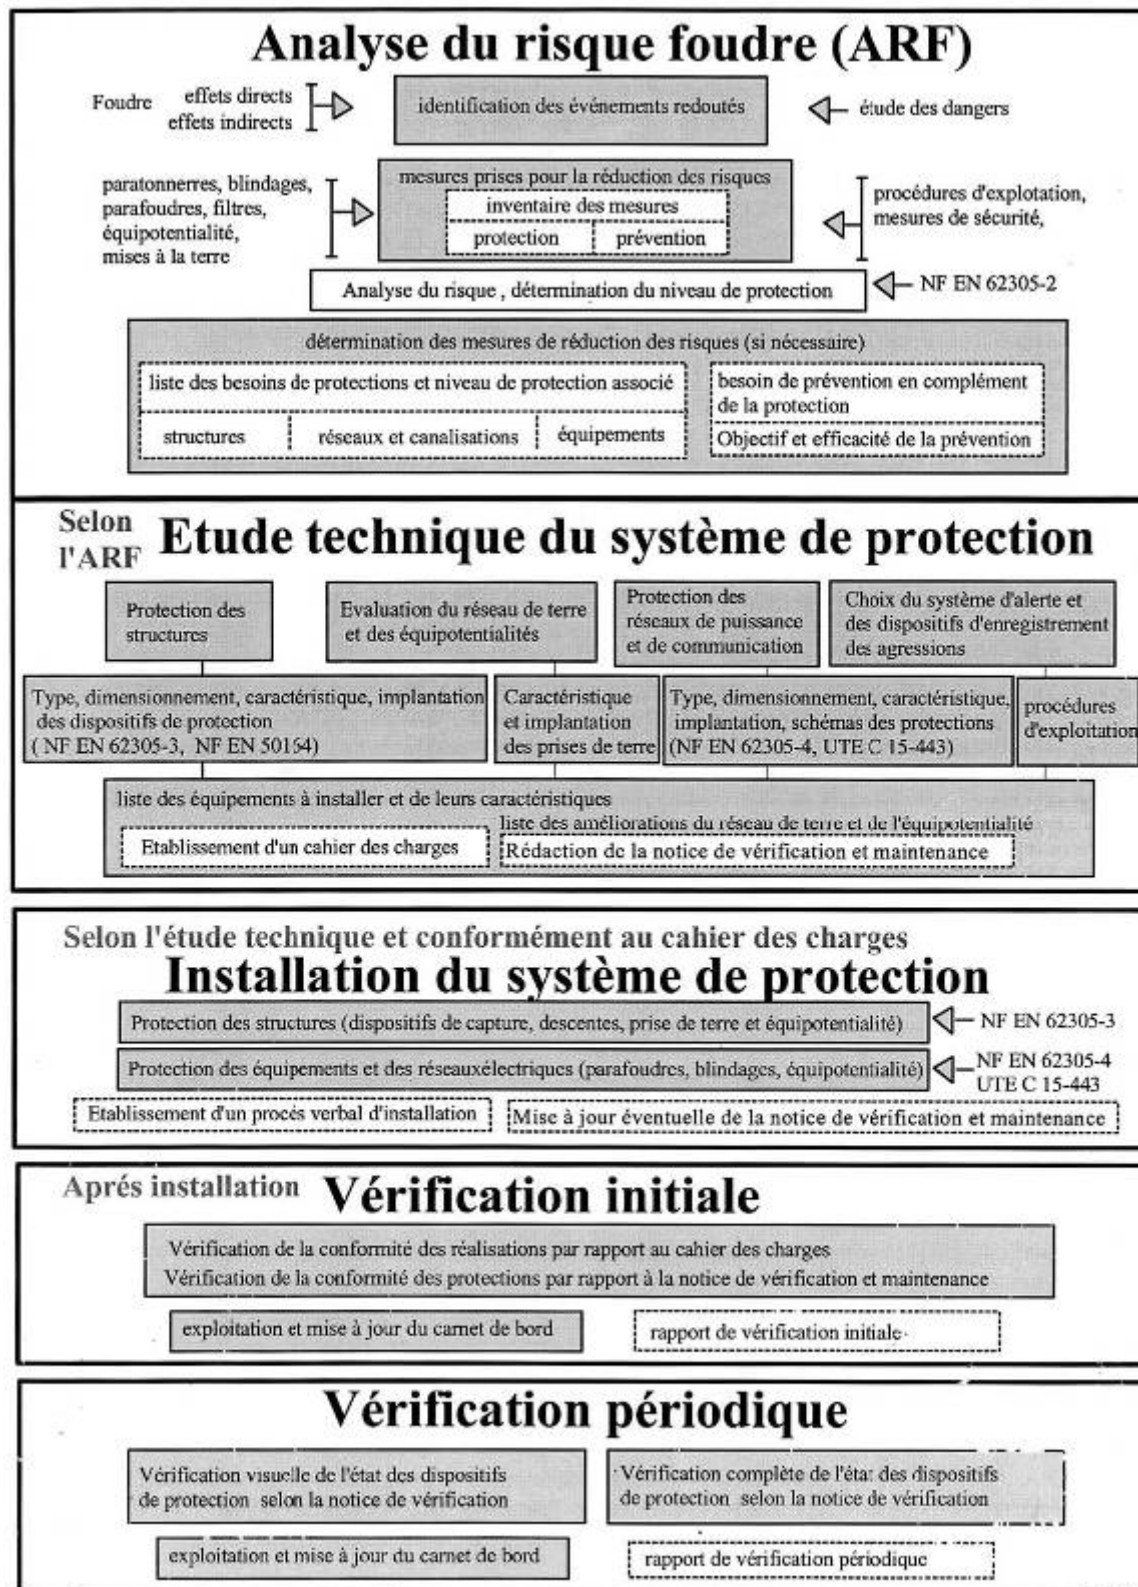 Analyse du risque foudre (ARF)
Foudre
effets directs
effets indirects
identification des événements redoutés
étude des dangers
paratonnerres, blindages,
parafoudres, filtres,
équipotentialité,
mises à la terre
mesures prises pour la réduction des risques
inventaire des mesures
protection
prévention
procédures d'explotation,
mesures de sécurité,
Analyse du risque , détermination du niveau de protection
NF EN 62305-2
détermination des mesures de réduction des risques (si nécessaire)
liste des besoins de protections et niveau de protection associé
structures
réseaux et canalisations
équipements
besoin de prévention en complément
de la protection
Objectif et efficacité de la prévention
Selon
l'ARF
Etude technique du système de protection
Protection des
structures
Evaluation du réseau de terre
et des équipotentialités
Protection des
réseaux de puissance
et de communication
Choix du système d'alerte et
des dispositifs d'enregistrement
des agressions
Type, dimensionnement, caractéristique, implantation
des dispositifs de protection
( NF EN 62305-3, NF EN 50164)
Caractéristique
et implantation
des prises de terre
Type, dimensionnement, caractéristique,
implantation, schémas des protections
(NF EN 62305-4, UTE C 15-443)
procédures
d'exploitation
liste des équipements à installer et de leurs caractéristiques
liste des améliorations du réseau de terre et de l'équipotentialité
Etablissement d'un cahier des charges
Rédaction de la notice de vérification et maintenance
Selon l'étude technique et conformément au cahier des charges
Installation du système de protection
Protection des structures (dispositifs de capture, descentes, prise de terre et équipotentialité)
NF EN 62305-3
Protection des équipements et des réseauxélectriques (parafoudres, blindages, équipotentialité)
NF EN 62305-4
UTE C 15-443
Etablissement d'un procés verbal d'installation
Mise à jour éventuelle de la notice de vérification et maintenance
Aprés installation
Vérification initiale
Vérification de la conformité des réalisations par rapport au cahier des charges
Vérification de la conformité des protections par rapport à la notice de vérification et maintenance
exploitation et mise à jour du carnet de bord
rapport de vérification initiale
Vérification périodique
Vérification visuelle de l'état des dispositifs
de protection selon la notice de vérification
Vérification complète de l'état des dispositifs
de protection selon la notice de vérification
exploitation et mise à jour du carnet de bord
rapport de vérification périodique